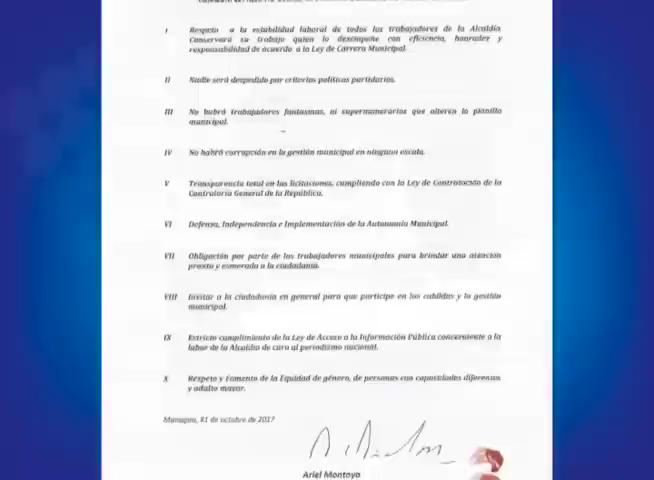 I Respeto a la estabilidad laboral de todos los trabajadores de la Alcaldía
Conservará su trabajo quien lo desempeñe con eficiencia, honradez y
responsabilidad de acuerdo a la Ley de Carrera Municipal.
II Nadie será despedido por criterios políticos partidarios.
III No habrá trabajadores fantasmas, ni supernumerarios que alteren la planilla
municipal.
IV No habrá corrupción en la gestión municipal en ninguna escala.
V Transparencia total en las licitaciones, cumpliendo con la Ley de Contratación de la
Contraloría General de la República.
VI Defensa, Independencia e Implementación de la Autonomía Municipal.
VII Obligación por parte de los trabajadores municipales para brindar una atención
presta y esmerada a la ciudadanía.
VIII Invitar a la ciudadanía en general para que participe en los cabildos y la gestión
municipal.
IX Estricto cumplimiento de la Ley de Acceso a la Información Pública concerniente a la
labor de la Alcaldía de cara al periodismo nacional.
X Respeto y Fomento de la Equidad de género, de personas con capacidades diferentes
y adulto mayor.
Managua, 31 de octubre de 2017
Ariel Montoya